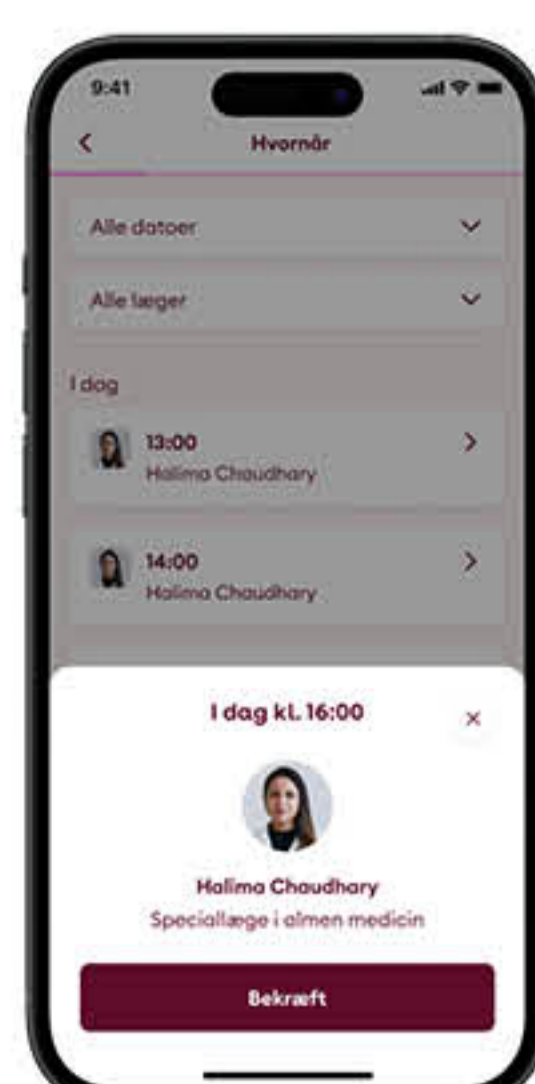 9:41
Hvornår
Alle datoer
Alle læger
I dag
13:00
Halima Chaudhary
14:00
Halima Chaudhary
I dag kl. 16:00
Halima Chaudhary
Speciallæge i almen medicin
Bekræft